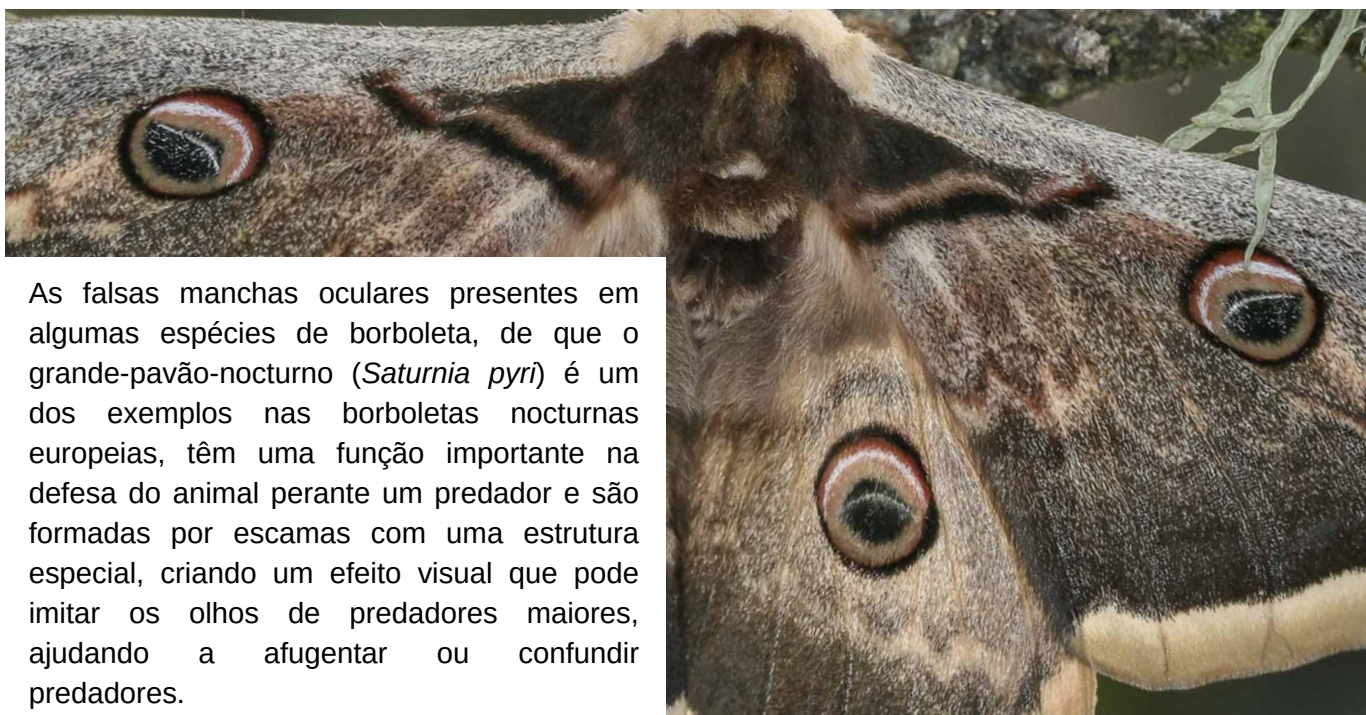 As falsas manchas oculares presentes em
algumas espécies de borboleta, de que o
grande-pavão-nocturno (Saturnia pyri) é um
dos exemplos nas borboletas nocturnas
europeias, têm uma função importante na
defesa do animal perante um predador e são
formadas por escamas com uma estrutura
especial, criando um efeito visual que pode
imitar os olhos de predadores maiores,
ajudando a afugentar ou confundir
predadores.